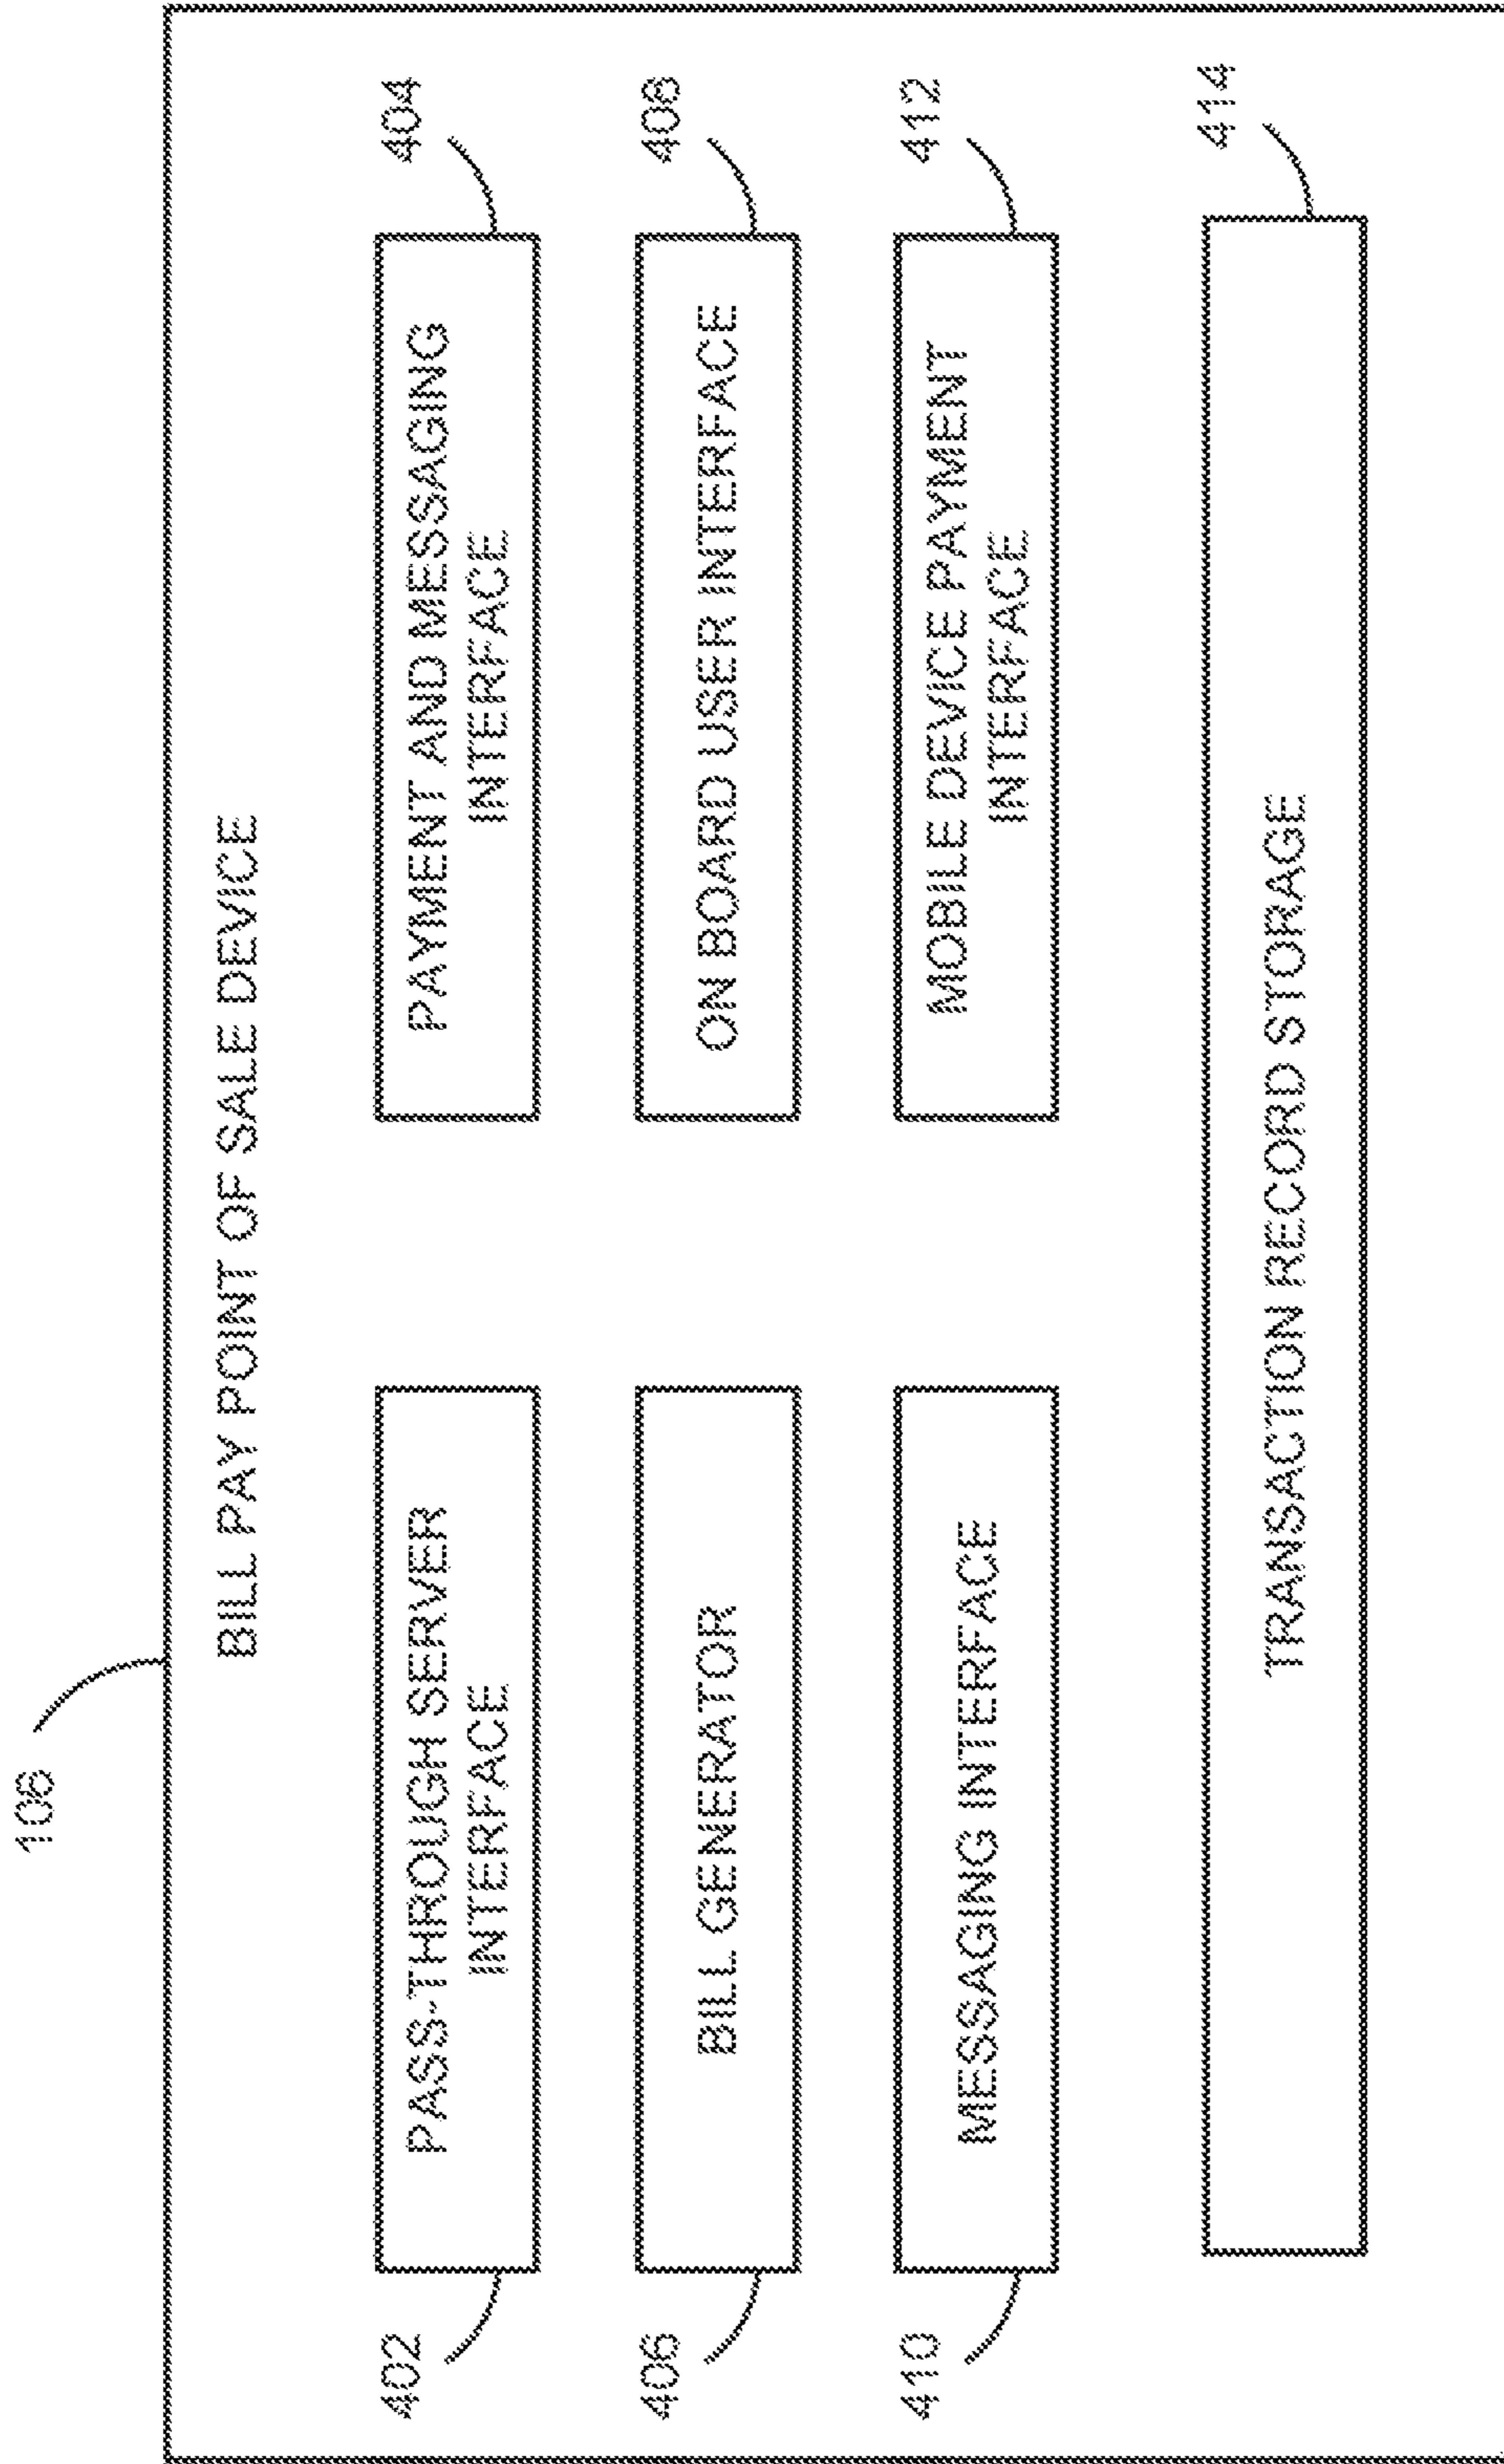 106
BILL PAY POINT OF SALE DEVICE
402
PASS-THROUGH SERVER
INTERFACE
404
PAYMENT AND MESSAGING
INTERFACE
406
BILL GENERATOR
408
ON BOARD USER INTERFACE
410
MESSAGING INTERFACE
412
MOBILE DEVICE PAYMENT
INTERFACE
414
TRANSACTION RECORD STORAGE